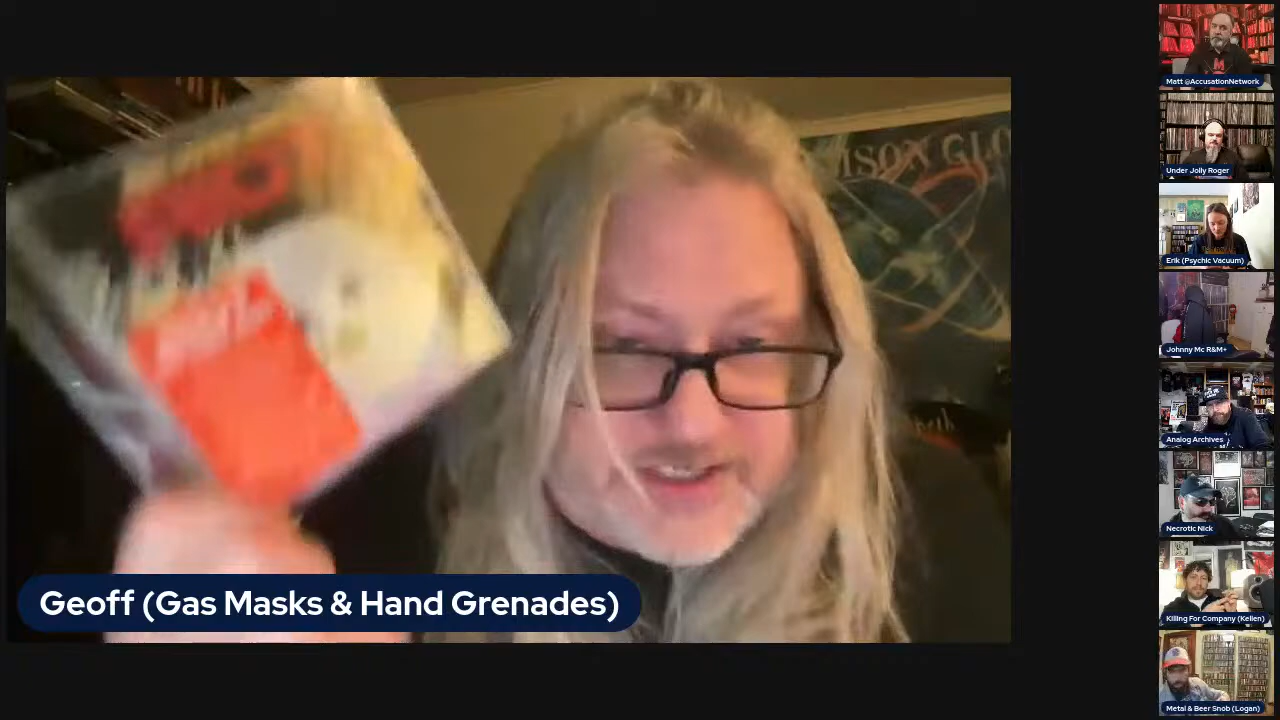 Geoff (Gas Masks & Hand Grenades)
Matt @AccusationNetwork
Under Jolly Roger
Erik (Psychic Vacuum)
Johnny Mc R&M+
Analog Archives
Necrotic Nick
Killing For Company (Kellen)
Metal & Beer Snob (Logan)